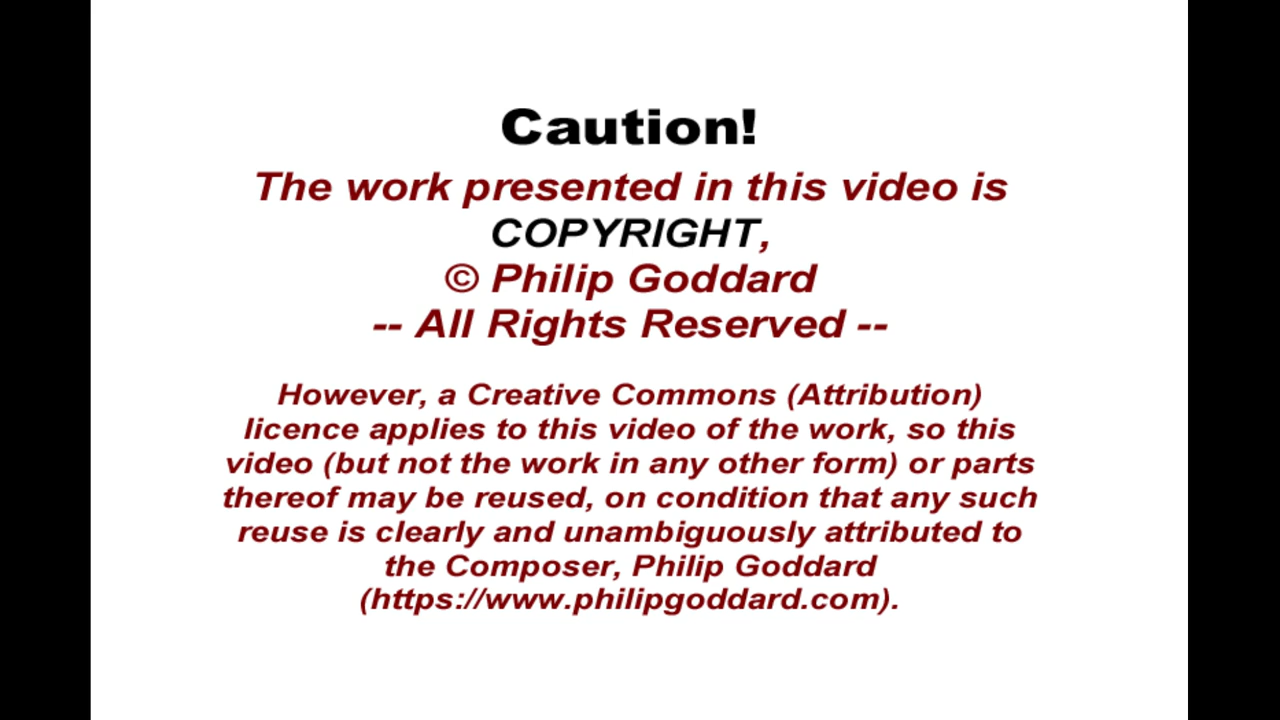 Caution!
The work presented in this video is
COPYRIGHT,
© Philip Goddard
-- All Rights Reserved --
However, a Creative Commons (Attribution)
licence applies to this video of the work, so this
video (but not the work in any other form) or parts
thereof may be reused, on condition that any such
reuse is clearly and unambiguously attributed to
the Composer, Philip Goddard
(https://www.philipgoddard.com).